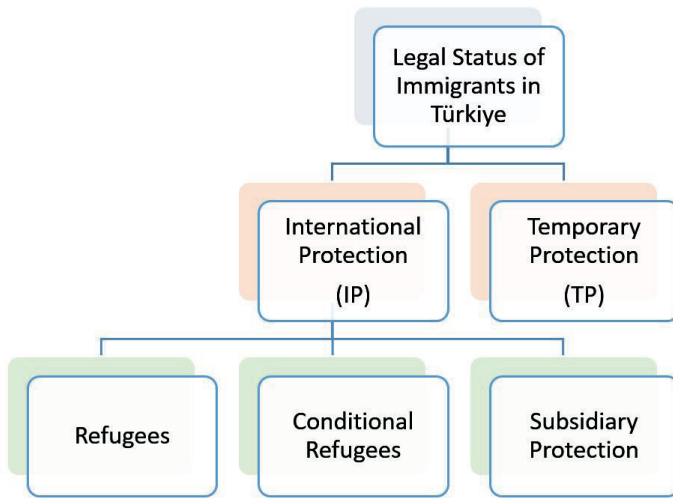 Legal Status of
Immigrants in
Türkiye
International
Protection
(IP)
Temporary
Protection
(TP)
Refugees
Conditional
Refugees
Subsidiary
Protection